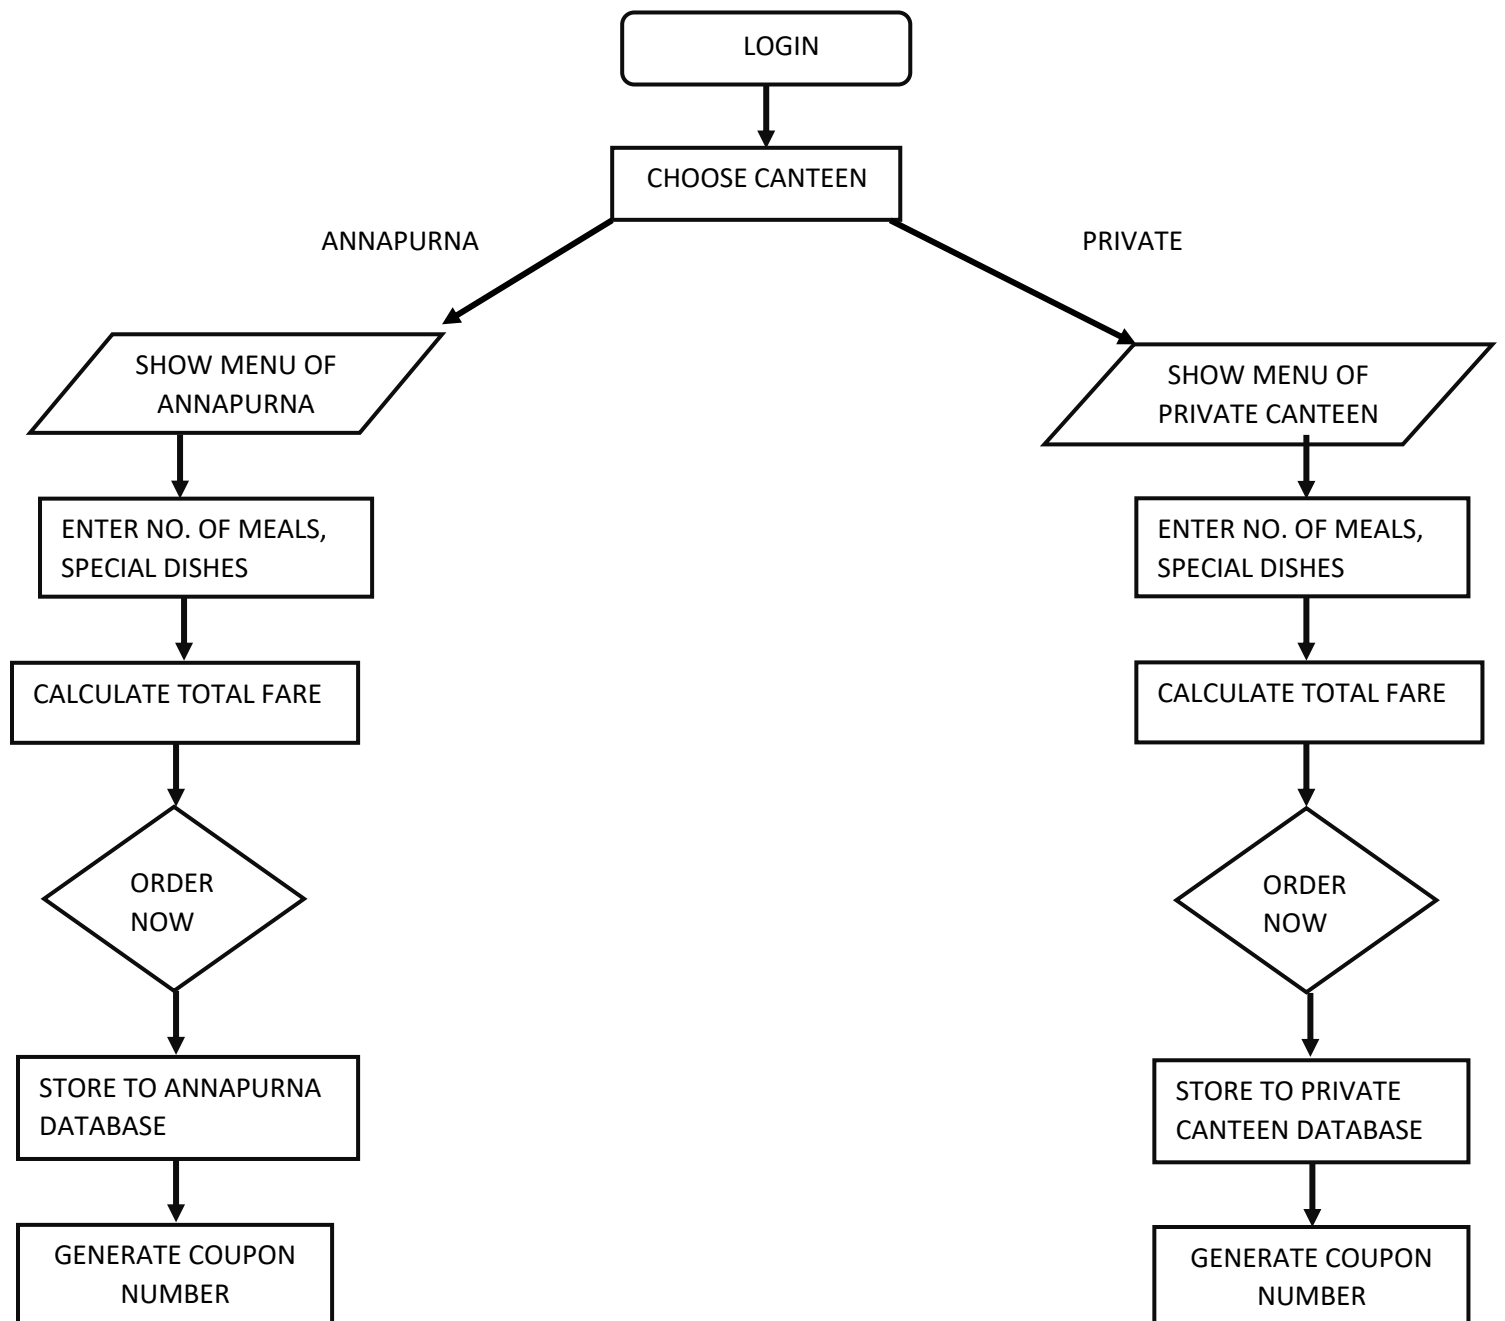 LOGIN
CHOOSE CANTEEN
ANNAPURNA
PRIVATE
SHOW MENU OF
ANNAPURNA
ENTER NO. OF MEALS,
SPECIAL DISHES
CALCULATE TOTAL FARE
ORDER
NOW
STORE TO ANNAPURNA
DATABASE
GENERATE COUPON
NUMBER
SHOW MENU OF
PRIVATE CANTEEN
ENTER NO. OF MEALS,
SPECIAL DISHES
CALCULATE TOTAL FARE
ORDER
NOW
STORE TO PRIVATE
CANTEEN DATABASE
GENERATE COUPON
NUMBER